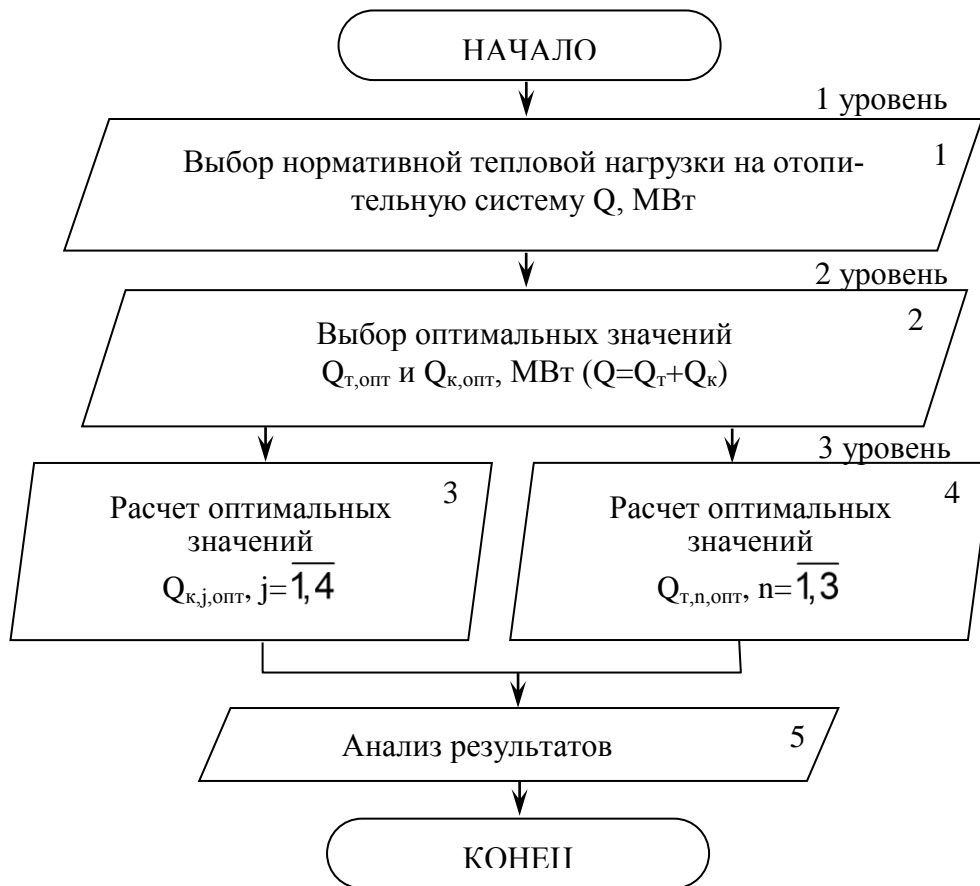 НАЧАЛО
1 уровень
1
Выбор нормативной тепловой нагрузки на отопи-
тельную систему Q, МВт
2 уровень
2
Выбор оптимальных значений
Qт,опт и Qк,опт, МВт (Q=Qт+Qк)
3 уровень
3
Расчет оптимальных
значений
Qк,j,опт, j=1,4
4
Расчет оптимальных
значений
Qт,n,опт, n=1,3
Анализ результатов
5
КОНЕЦ